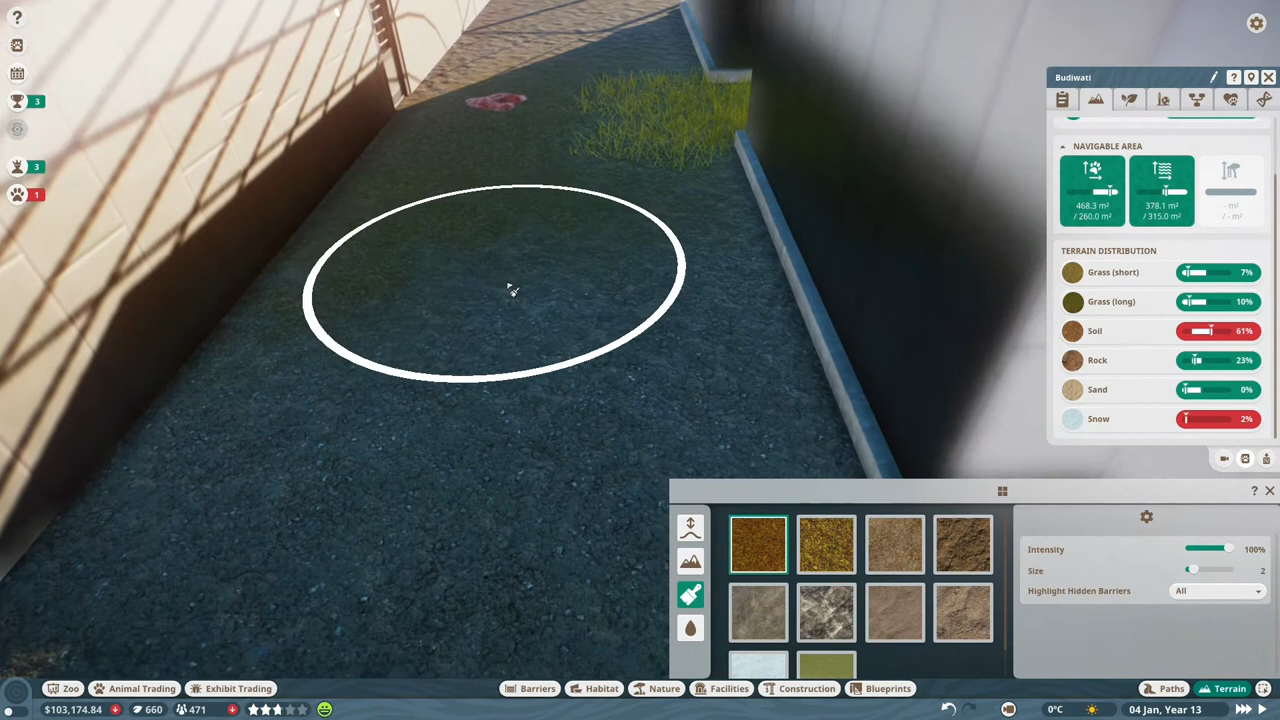 ?
Budiwati
?
3
NAVIGABLE AREA
3
1
468.3 m²
/ 260.0 m²
378.1 m²
/ 315.0 m²
- m²
/ - m²
TERRAIN DISTRIBUTION
Grass (short)
7%
Grass (long)
10%
Soil
61%
Rock
23%
Sand
0%
Snow
2%
?
Intensity
100%
Size
2
Highlight Hidden Barriers
All
Zoo
Animal Trading
Exhibit Trading
Barriers
Habitat
Nature
Facilities
Construction
Blueprints
Paths
Terrain
$103,174.84
660
471
0°C
04 Jan, Year 13